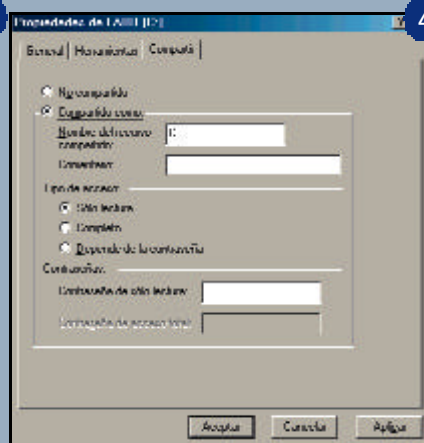 4
Propiedades de [C:]
General Herramientas Compartir
No compartido
Compartido como:
Nombre del recurso compartido: C
Comentario:
Tipo de acceso:
Sólo lectura
Completo
Depende de la contraseña
Contraseñas:
Contraseña de sólo lectura:
Contraseña de acceso total:
Aceptar Cancelar Aplicar